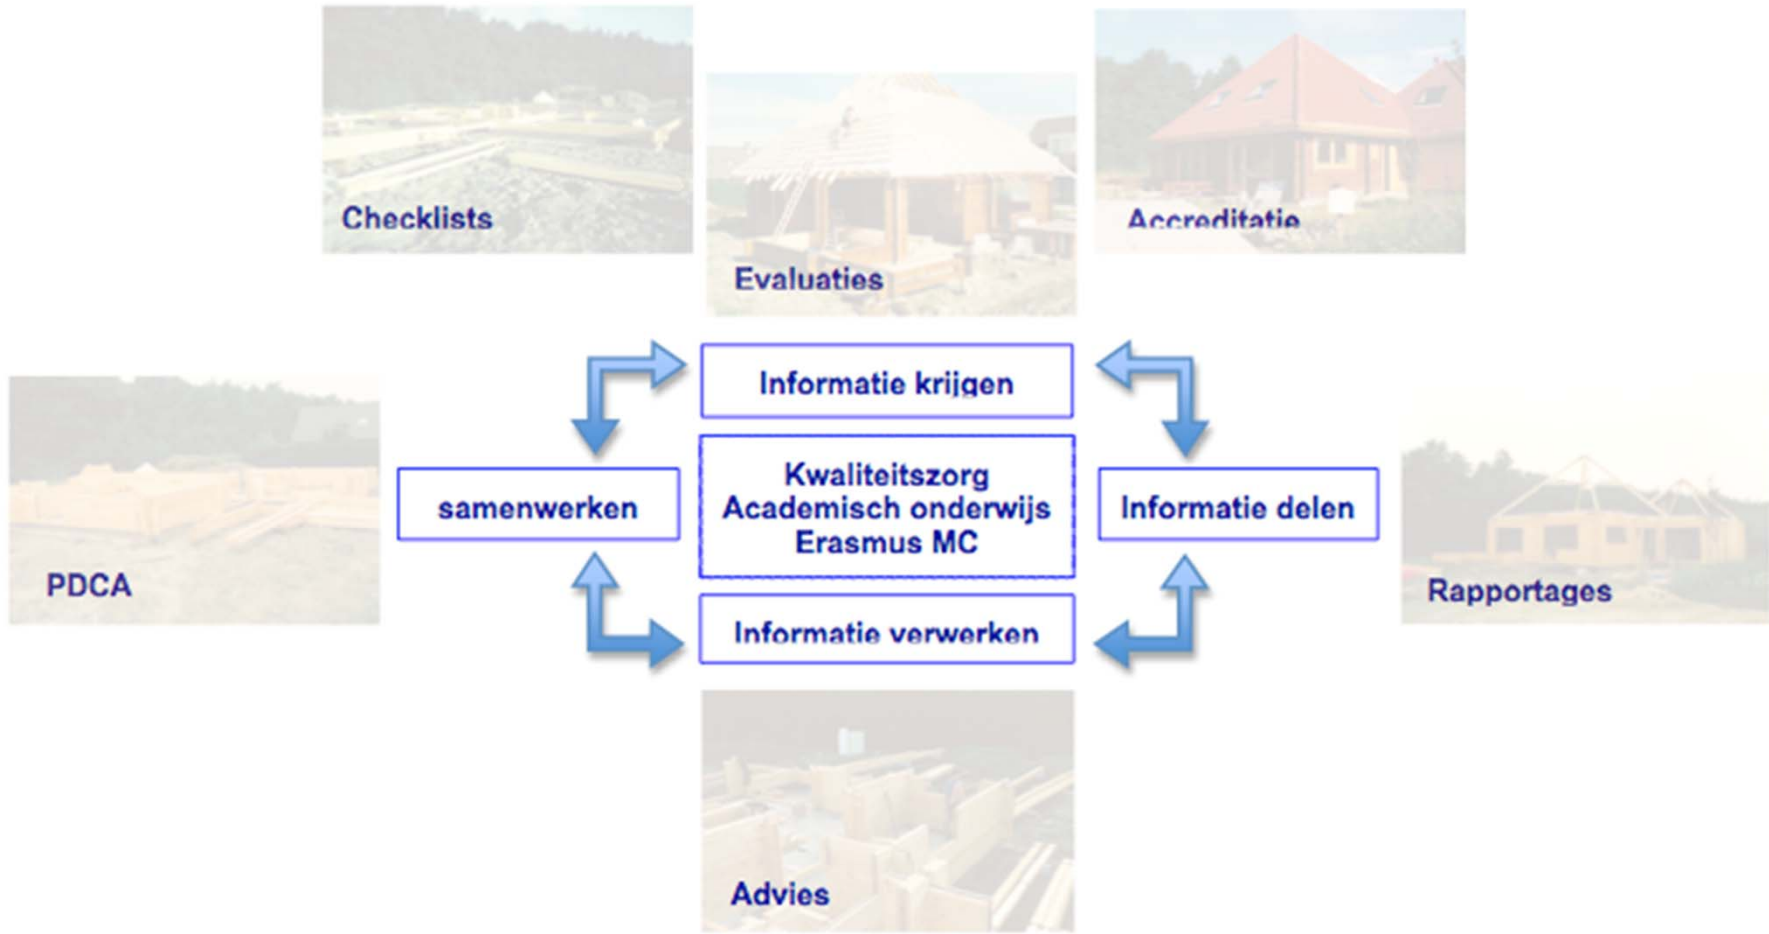 Checklists
Evaluaties
Accreditatie
Informatie krijgen
PDCA
samenwerken
Kwaliteitszorg
Academisch onderwijs
Erasmus MC
Informatie delen
Rapportages
Informatie verwerken
Advies